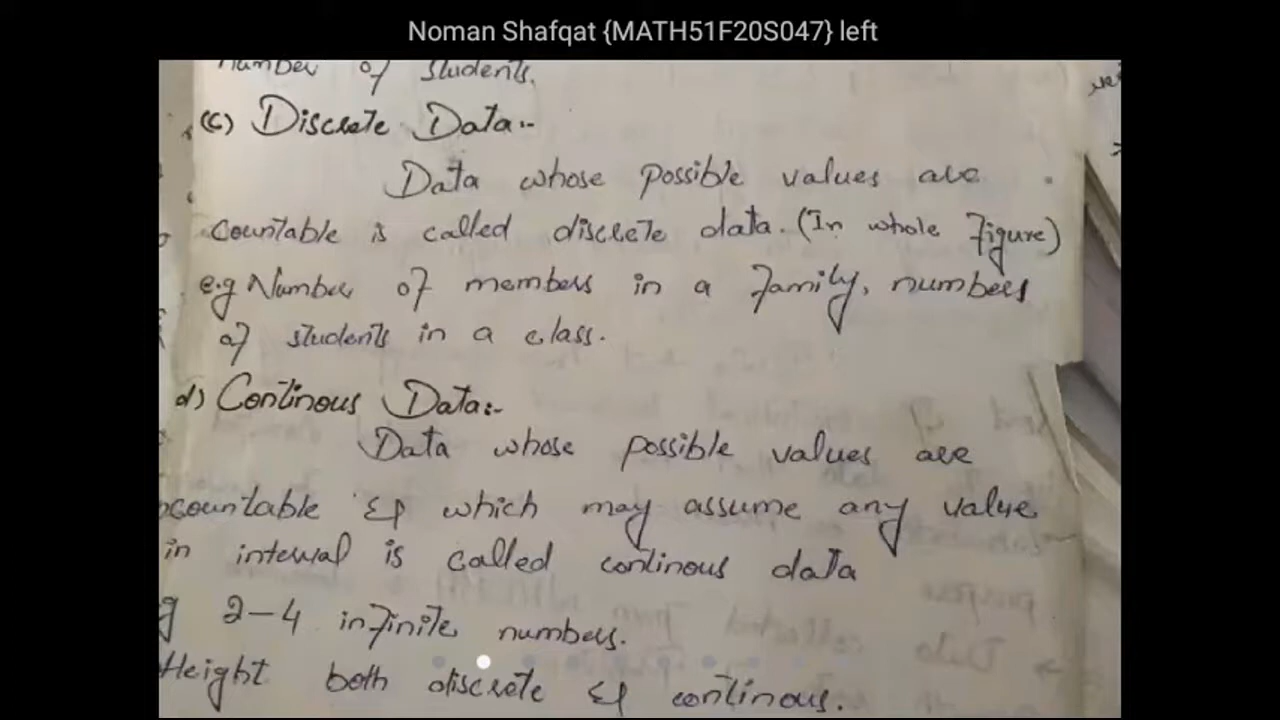 Noman Shafqat {MATH51F20S047} left
number of students.
(c) Discrete Data:-
Data whose possible values are
countable is called discrete data. (In whole figure)
e.g Number of members in a family, numbers
of students in a class.
d) Continous Data:-
Data whose possible values are
countable & which may assume any value
in interval is called continous data
g 2-4 infinite numbers.
Height both discrete & continous.